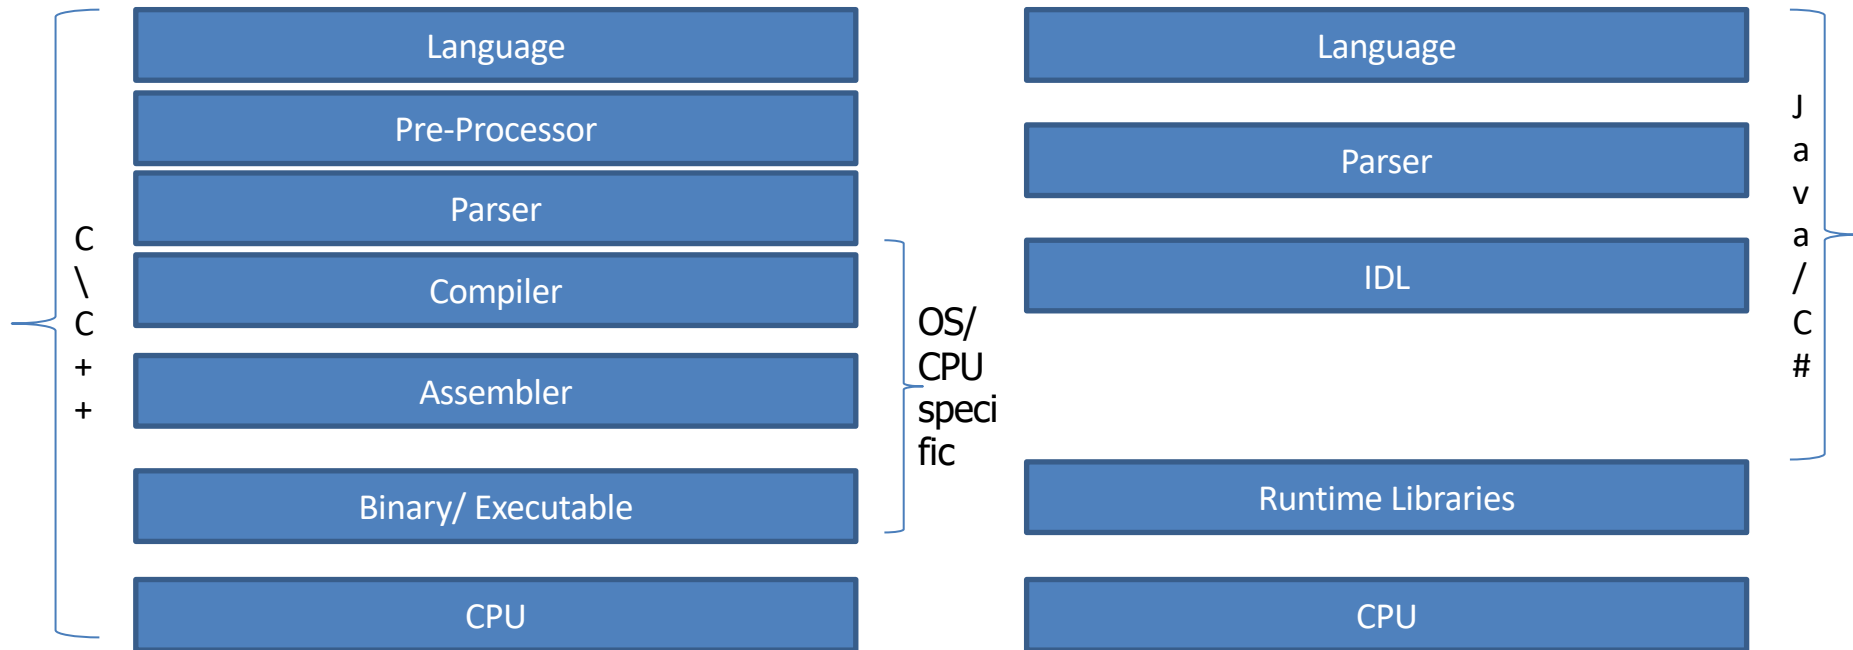 Language
Pre-Processor
Parser
Compiler
Assembler
Binary/ Executable
CPU
C
\
C
+
+
OS/
CPU
speci
fic
Language
Parser
IDL
Runtime Libraries
CPU
J
a
v
a
/
C
#